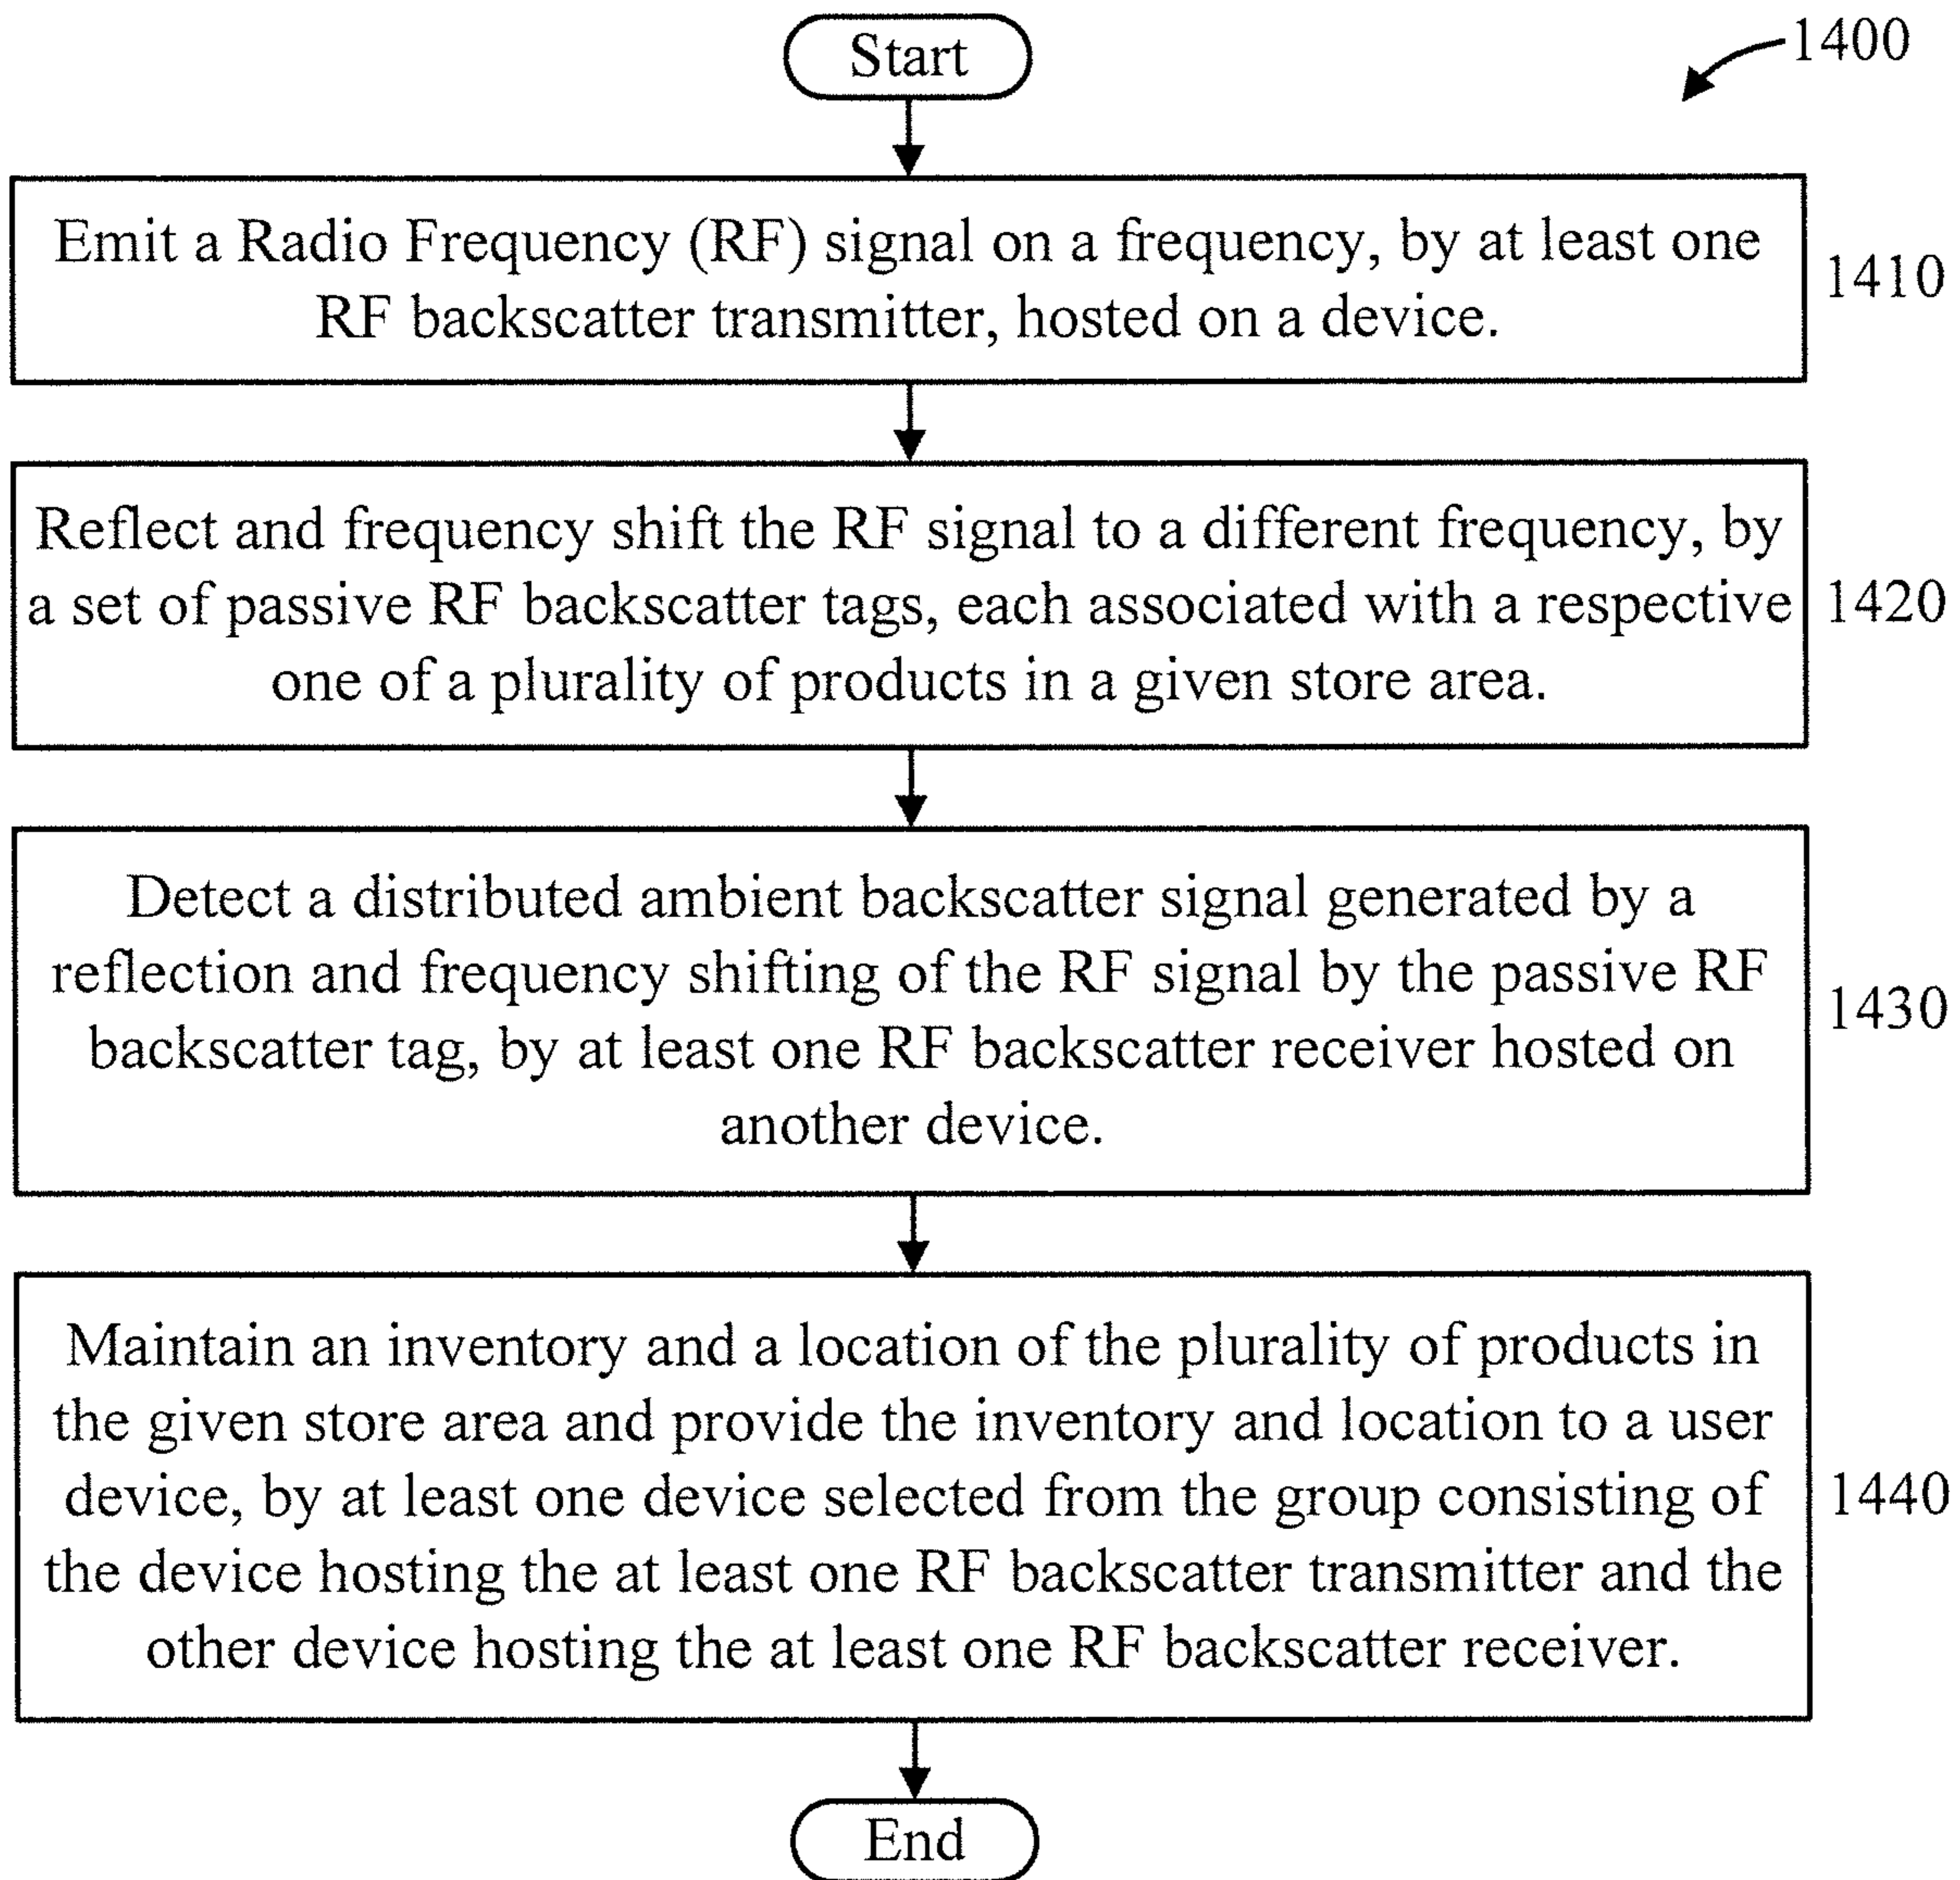 Start
1400
Emit a Radio Frequency (RF) signal on a frequency, by at least one
RF backscatter transmitter, hosted on a device.
1410
Reflect and frequency shift the RF signal to a different frequency, by
a set of passive RF backscatter tags, each associated with a respective
one of a plurality of products in a given store area.
1420
Detect a distributed ambient backscatter signal generated by a
reflection and frequency shifting of the RF signal by the passive RF
backscatter tag, by at least one RF backscatter receiver hosted on
another device.
1430
Maintain an inventory and a location of the plurality of products in
the given store area and provide the inventory and location to a user
device, by at least one device selected from the group consisting of
the device hosting the at least one RF backscatter transmitter and the
other device hosting the at least one RF backscatter receiver.
1440
End